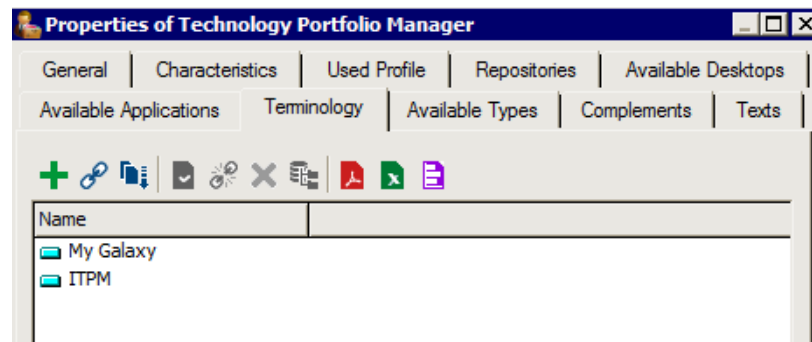 Properties of Technology Portfolio Manager
General Characteristics Used Profile Repositories Available Desktops
Available Applications Terminology Available Types Complements Texts
Name
My Galaxy
ITPM